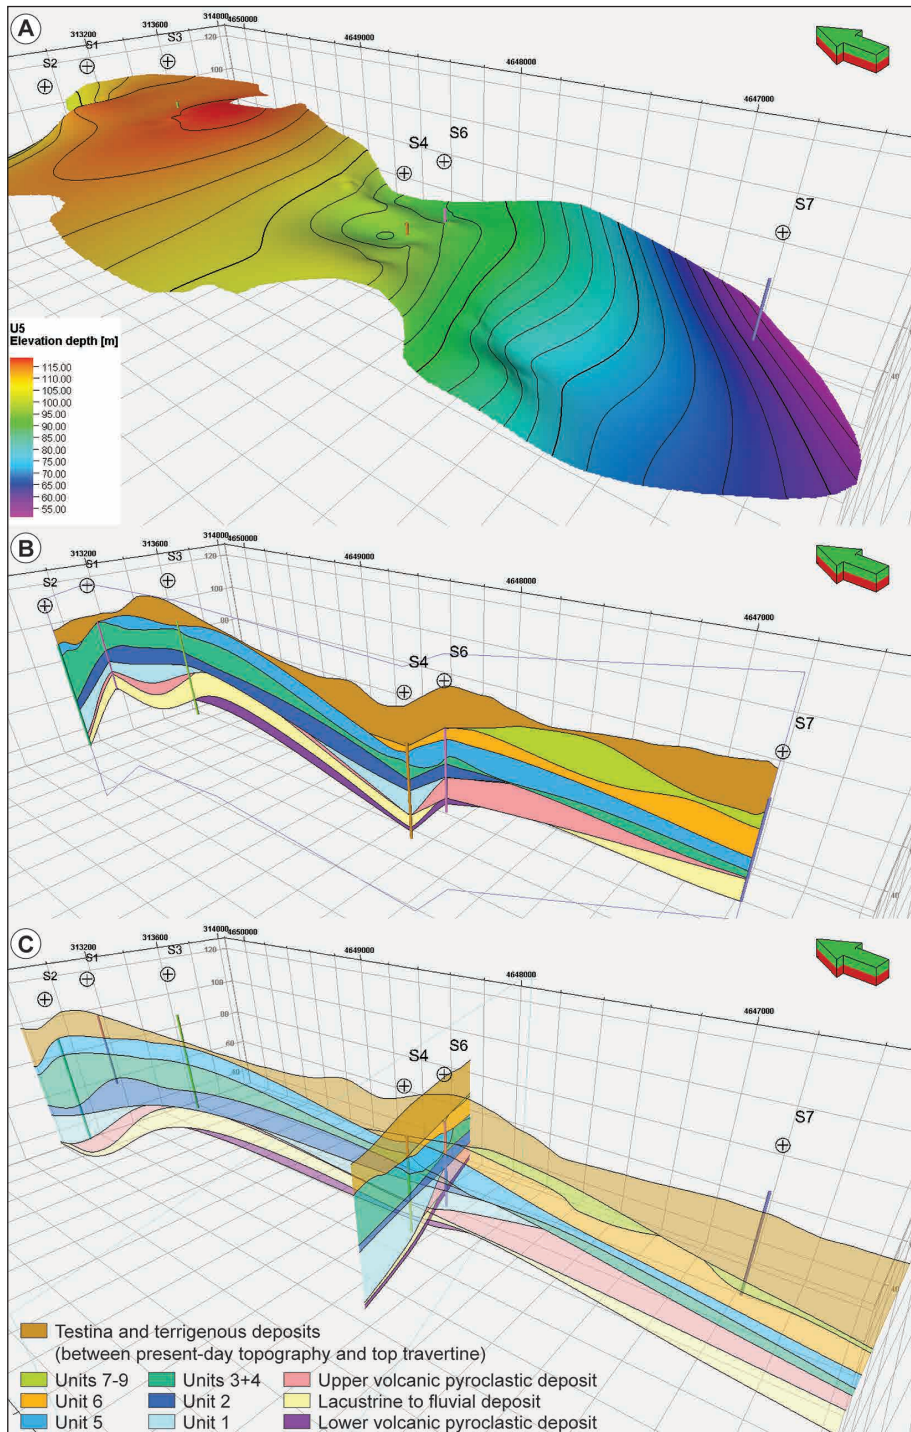 A
314000
4650000
313600
313200
S3
S1
S2
120
100
4649000
4648000
4647000
S4
S6
S7
40
U5
Elevation depth [m]
115.00
110.00
105.00
100.00
95.00
90.00
85.00
80.00
75.00
70.00
65.00
60.00
55.00
B
314000
4650000
313600
313200
S3
S1
S2
120
100
80
4649000
4648000
4647000
S4
S6
S7
40
C
314000
4650000
313600
313200
S3
S1
S2
120
100
80
60
40
4649000
4648000
4647000
S4
S6
S7
40
Testina and terrigenous deposits
(between present-day topography and top travertine)
Units 7-9 Units 3+4 Upper volcanic pyroclastic deposit
Unit 6 Unit 2 Lacustrine to fluvial deposit
Unit 5 Unit 1 Lower volcanic pyroclastic deposit